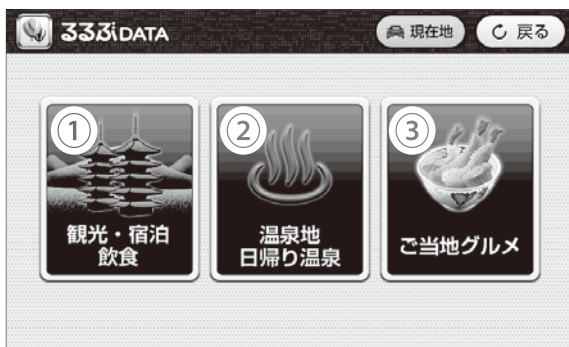 るるぶDATA
現在地
戻る
①
観光・宿泊
飲食
②
温泉地
日帰り温泉
③
ご当地グルメ